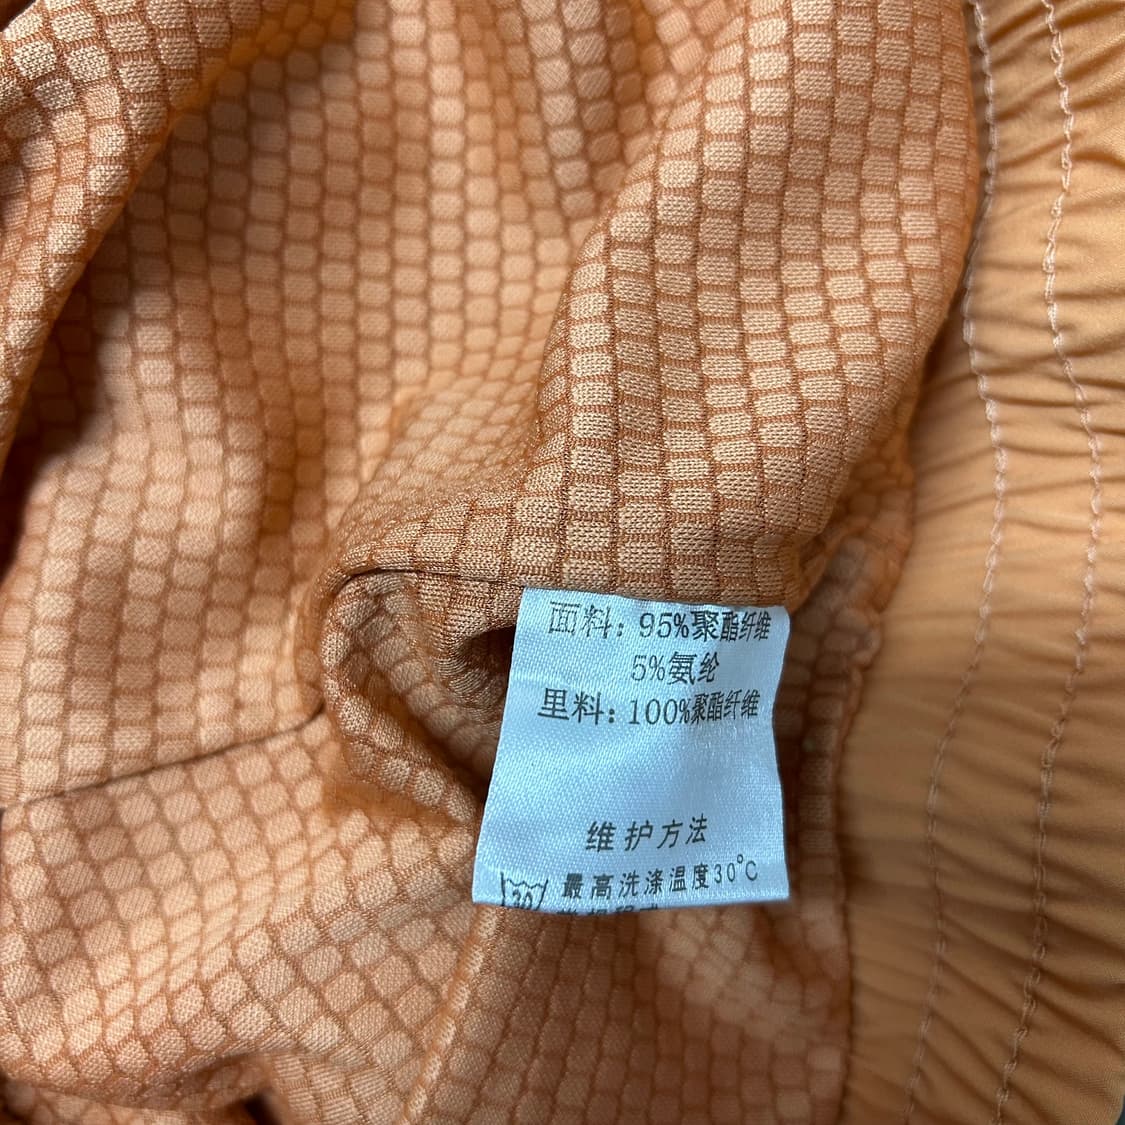 面料: 95%聚酯纤维
5%氨纶
里料: 100%聚酯纤维
维护方法
30 最高洗涤温度30°C